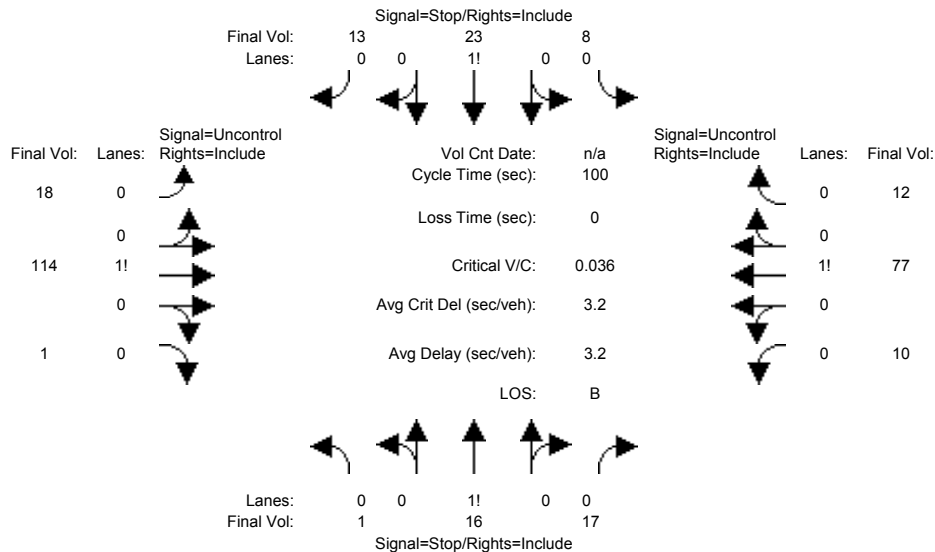 Signal=Stop/Rights=Include
Final Vol: 13 23 8
Lanes: 0 0 1! 0 0
Signal=Uncontrol Signal=Uncontrol
Final Vol: Lanes: Rights=Include Vol Cnt Date: n/a Rights=Include Lanes: Final Vol:
Cycle Time (sec): 100
18 0 0 12
Loss Time (sec): 0
0 0
114 1! Critical V/C: 0.036 1! 77
0 Avg Crit Del (sec/veh): 3.2 0
1 0 Avg Delay (sec/veh): 3.2 0 10
LOS: B
Lanes: 0 0 1! 0 0
Final Vol: 1 16 17
Signal=Stop/Rights=Include